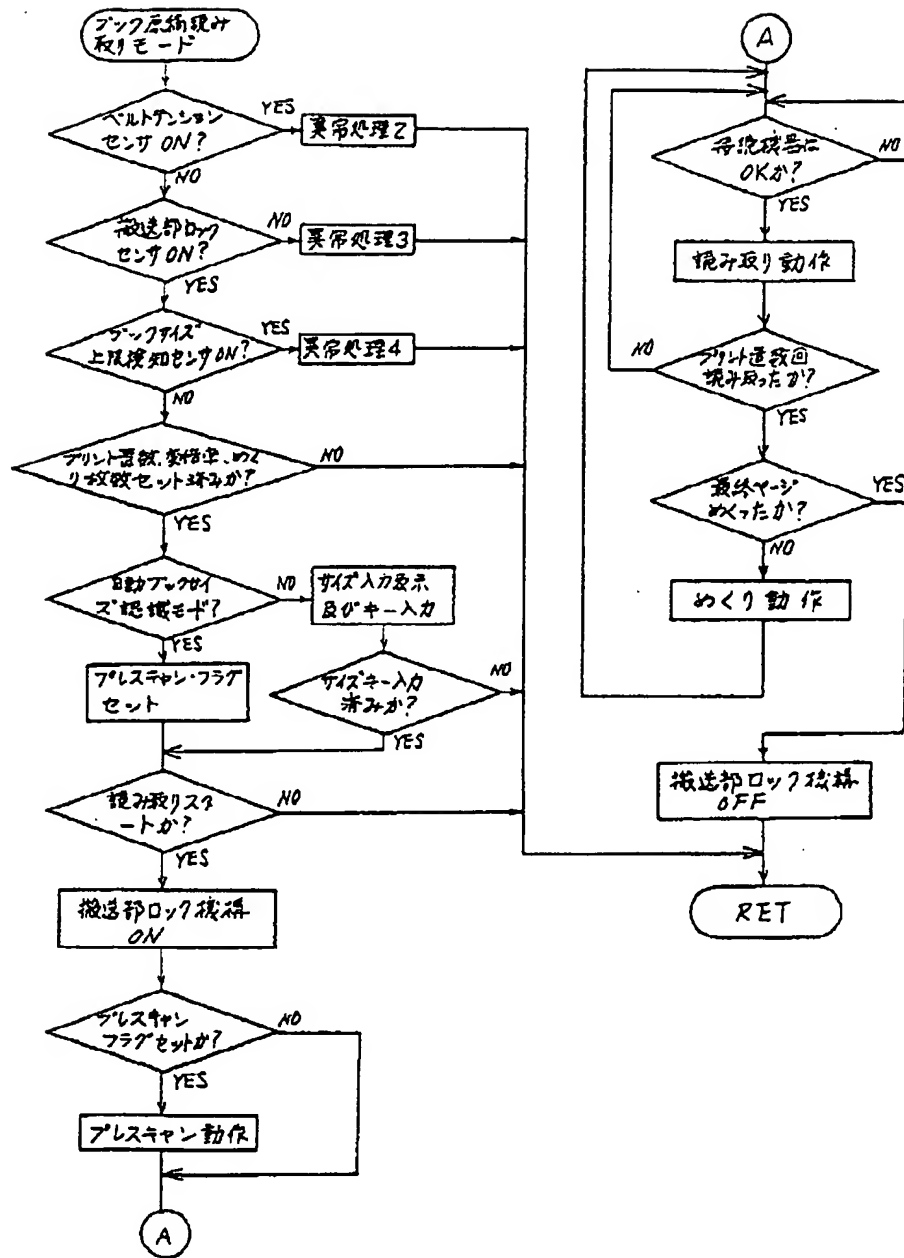 ブック原稿読み
取りモード
ベルトテンション
センサON?
YES
異常処理2
NO
搬送部ロック
センサON?
NO
異常処理3
YES
ブックサイズ
上限検知センサON?
YES
異常処理4
NO
プリント置数、変倍率、めく
り枚数セット済みか?
NO
YES
自動ブックサイ
ズ認識モード?
NO
サイズ入力表示
及びキー入力
YES
プレスキャン・フラグ
セット
サイズキー入力
済みか?
NO
YES
読み取りスタ
ートか?
NO
YES
搬送部ロック機構
ON
プレスキャン
フラグセットか?
NO
YES
プレスキャン動作
A
A
各続機器は
OKか?
NO
YES
読み取り動作
プリント置数回
読み取ったか?
NO
YES
最終ページ
めくったか?
YES
NO
めくり動作
搬送部ロック機構
OFF
RET